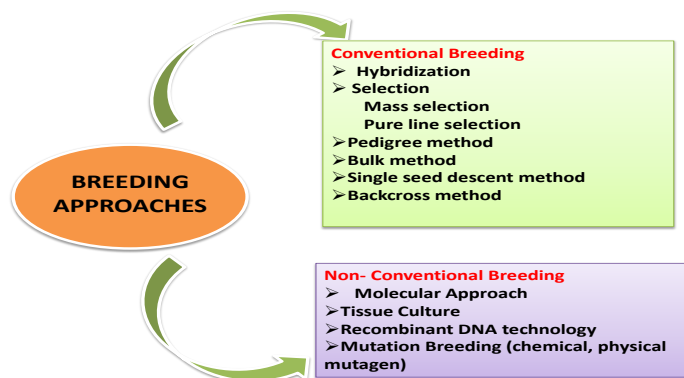 BREEDING
APPROACHES
Conventional Breeding
➢ Hybridization
➢ Selection
Mass selection
Pure line selection
➢Pedigree method
➢Bulk method
➢Single seed descent method
➢Backcross method
Non- Conventional Breeding
➢ Molecular Approach
➢Tissue Culture
➢Recombinant DNA technology
➢Mutation Breeding (chemical, physical
mutagen)